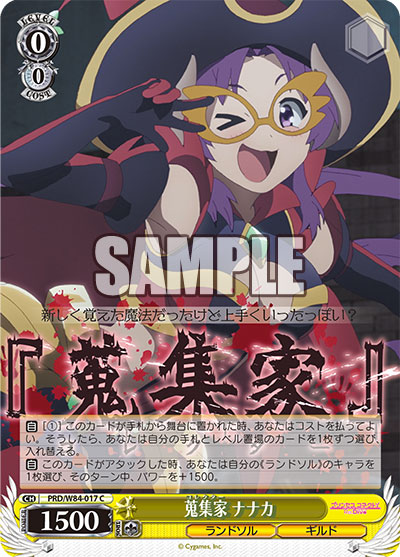 LEVEL
0
0
COST
SAMPLE
新しく覚えた魔法だったけど上手くいったっぽい?
『蒐集家』
自 [①] このカードが手札から舞台に置かれた時、あなたはコストを払ってよ
い。そうしたら、あなたは自分の手札とレベル置場のカードを1枚ずつ選び、
入れ替える。
自 このカードがアタックした時、あなたは自分の《ランドソル》のキャラを
1枚選び、そのターン中、パワーを+1500。
CH PRD/W84-017 C
蒐集家 ナナカ
1500
ランドソル
ギルド
© Cygames, Inc.